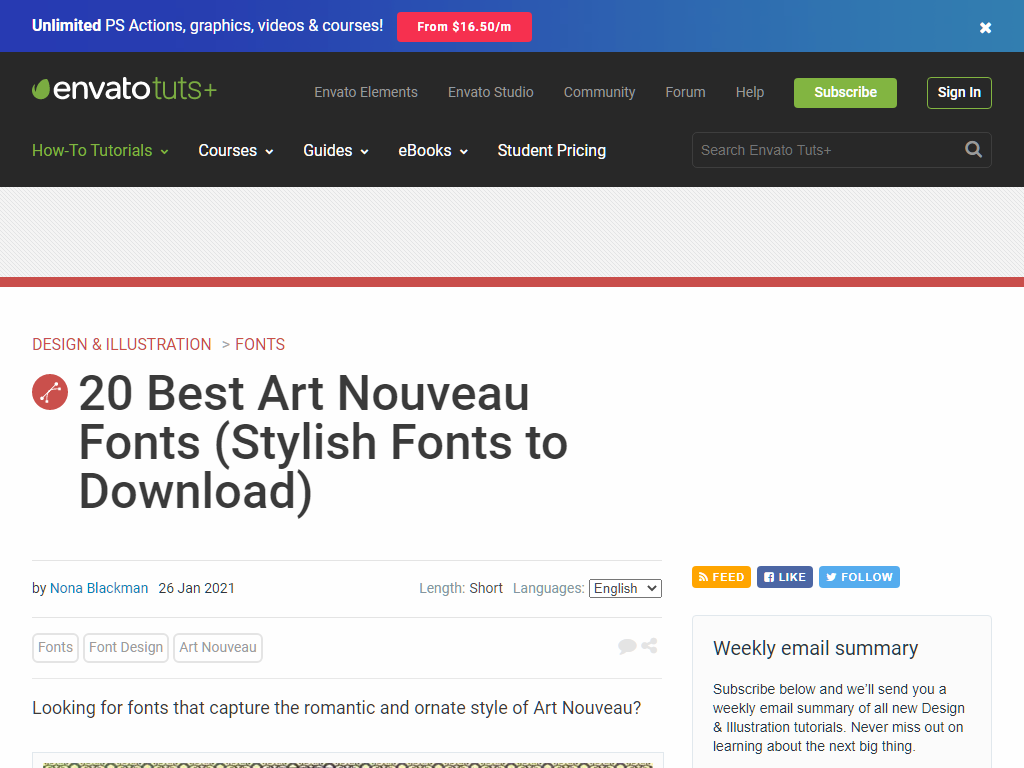 Unlimited PS Actions, graphics, videos & courses! From $16.50/m
envatotuts+ Envato Elements Envato Studio Community Forum Help Subscribe Sign In
How-To Tutorials Courses Guides eBooks Student Pricing Search Envato Tuts+
DESIGN & ILLUSTRATION > FONTS
20 Best Art Nouveau
Fonts (Stylish Fonts to
Download)
by Nona Blackman 26 Jan 2021 Length: Short Languages: English
Fonts Font Design Art Nouveau
Looking for fonts that capture the romantic and ornate style of Art Nouveau?
FEED LIKE FOLLOW
Weekly email summary
Subscribe below and we'll send you a
weekly email summary of all new Design
& Illustration tutorials. Never miss out on
learning about the next big thing.